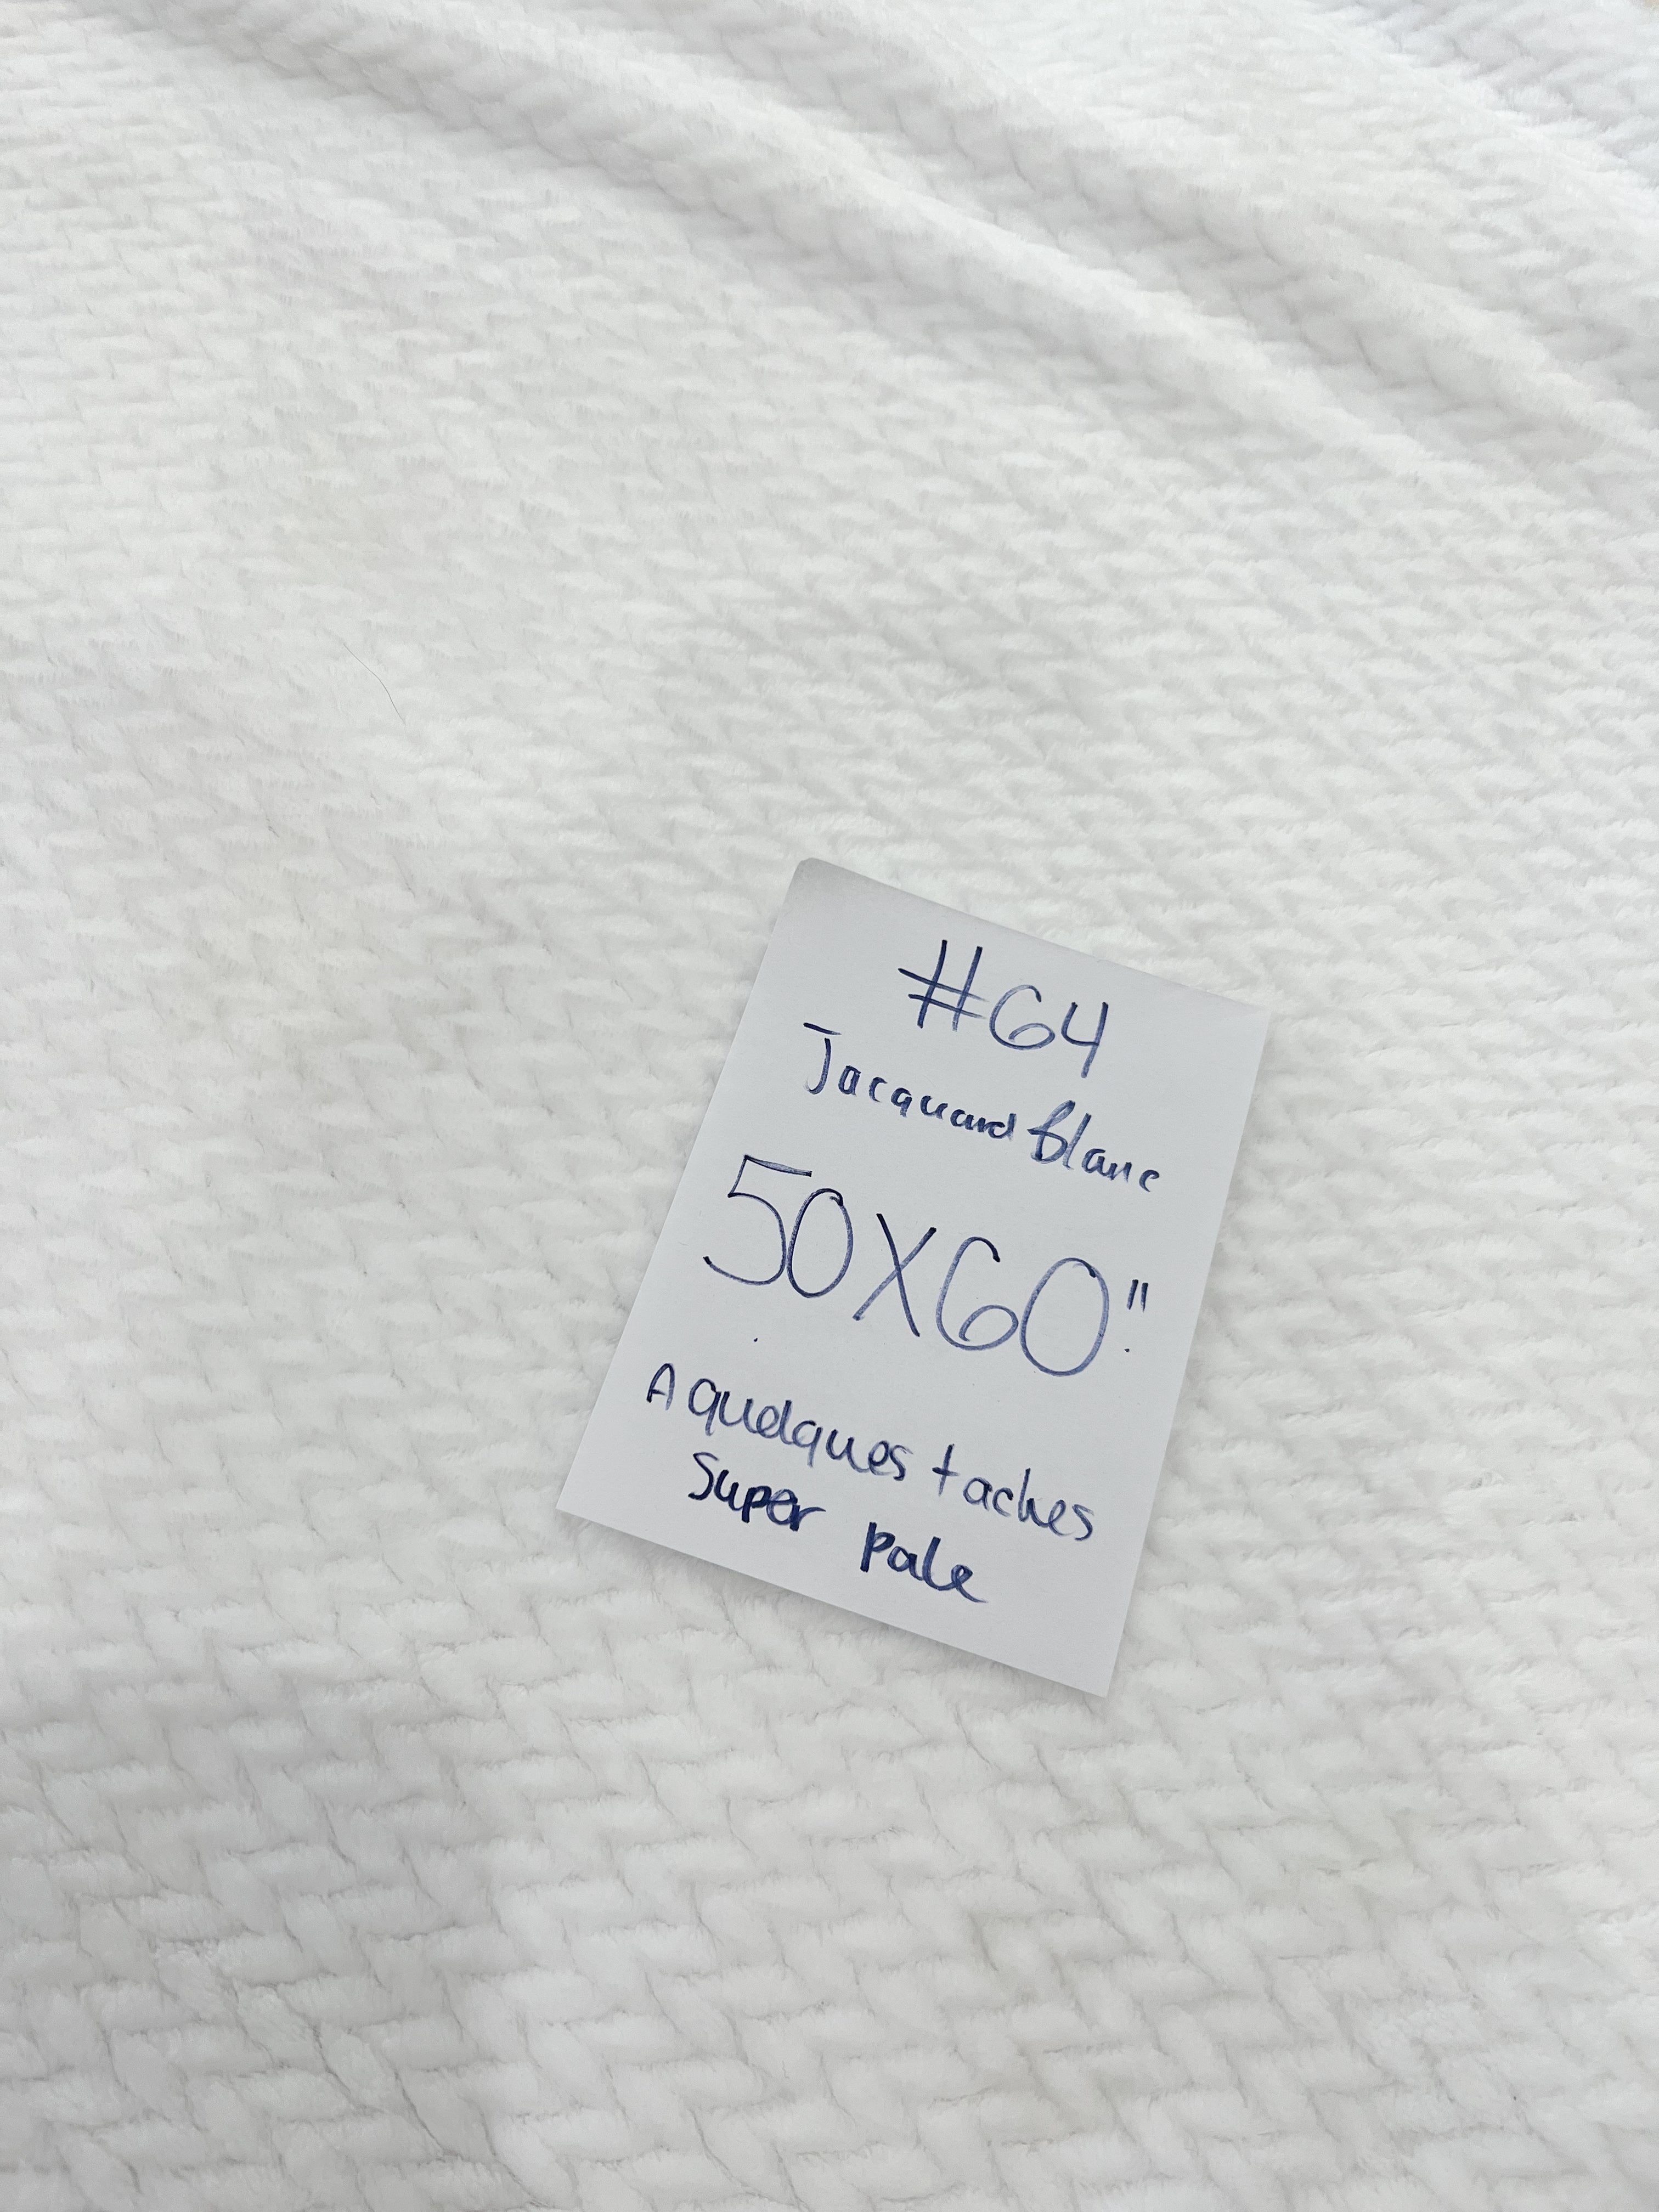 #64
Jacquard Blanc
50X60"
A quelques taches
Super pale